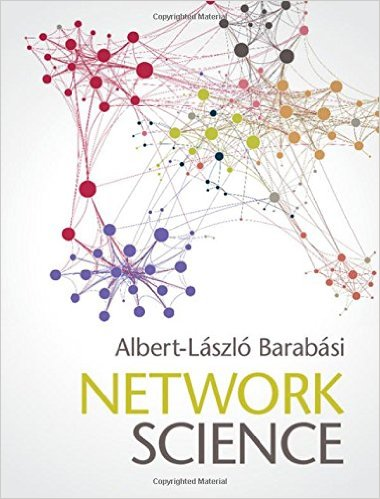 Copyrighted Material
Albert-László Barabási
NETWORK
SCIENCE
Copyrighted Material